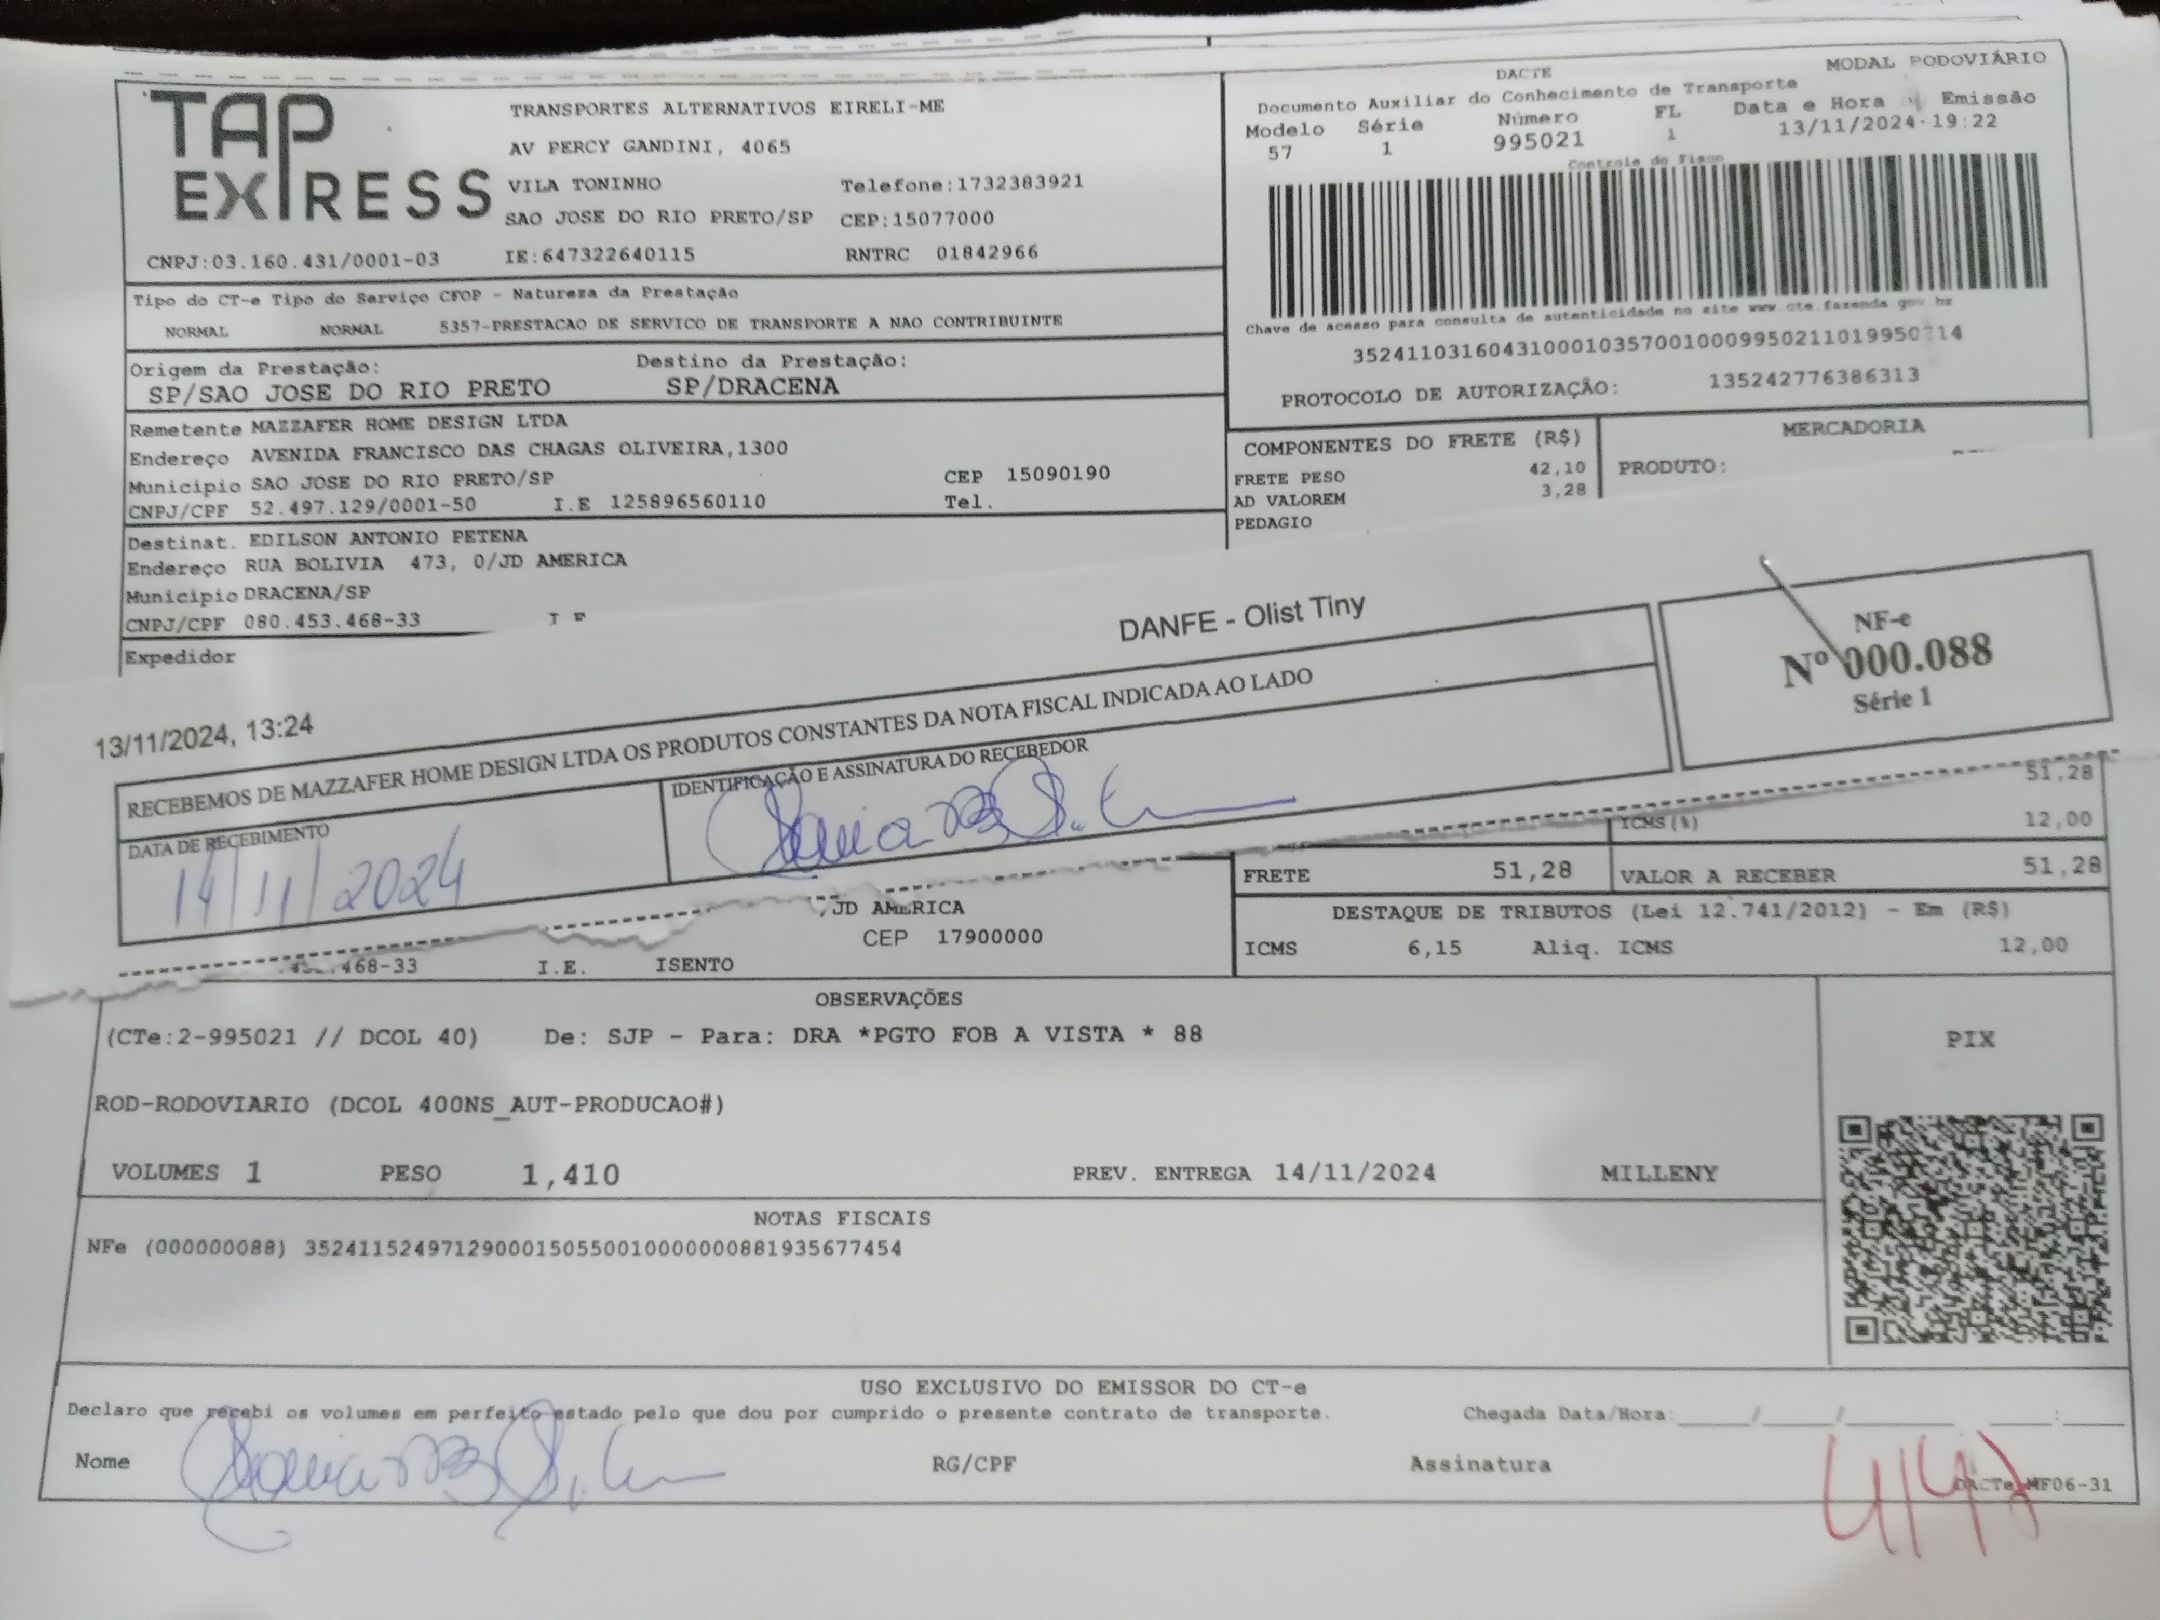 TAP EXPRESS
TRANSPORTES ALTERNATIVOS EIRELI-ME
AV PERCY GANDINI, 4065
VILA TONINHO Telefone:1732383921
SAO JOSE DO RIO PRETO/SP CEP:15077000
CNPJ:03.160.431/0001-03 IE:647322640115 RNTRC 01842966
DACTE MODAL RODOVIÁRIO
Documento Auxiliar do Conhecimento de Transporte
Modelo Série Número FL Data e Hora Emissão
57 1 995021 1 13/11/2024 19:22
Controle do Fisco
Chave de acesso para consulta de autenticidade no site www.cte.fazenda.gov.br
PROTOCOLO DE AUTORIZAÇÃO: 135242776386313
Tipo do CT-e Tipo do Serviço CFOP - Natureza da Prestação
NORMAL NORMAL 5357-PRESTACAO DE SERVICO DE TRANSPORTE A NAO CONTRIBUINTE
Origem da Prestação: Destino da Prestação:
SP/SAO JOSE DO RIO PRETO SP/DRACENA
Remetente MAZZAFER HOME DESIGN LTDA
Endereço AVENIDA FRANCISCO DAS CHAGAS OLIVEIRA,1300
Municipio SAO JOSE DO RIO PRETO/SP CEP 15090190
CNPJ/CPF 52.497.129/0001-50 I.E 125896560110 Tel.
COMPONENTES DO FRETE (R$) MERCADORIA
FRETE PESO 42,10 PRODUTO:
AD VALOREM 3,28
PEDAGIO
Destinat. EDILSON ANTONIO PETENA
Endereço RUA BOLIVIA 473, 0/JD AMERICA
Municipio DRACENA/SP
CNPJ/CPF 080.453.468-33
Expedidor
13/11/2024, 13:24 DANFE - Olist Tiny
RECEBEMOS DE MAZZAFER HOME DESIGN LTDA OS PRODUTOS CONSTANTES DA NOTA FISCAL INDICADA AO LADO
DATA DE RECEBIMENTO IDENTIFICAÇÃO E ASSINATURA DO RECEBEDOR
14/11/2024
NF-e
Nº 000.088
Série 1
51,28
ICMS(%) 12,00
FRETE 51,28 VALOR A RECEBER 51,28
JD AMERICA
CEP 17900000
468-33 I.E. ISENTO
DESTAQUE DE TRIBUTOS (Lei 12.741/2012) - Em (R$)
ICMS 6,15 Aliq. ICMS 12,00
OBSERVAÇÕES
(CTe:2-995021 // DCOL 40) De: SJP - Para: DRA *PGTO FOB A VISTA * 88
ROD-RODOVIARIO (DCOL 400NS_AUT-PRODUCAO#)
VOLUMES 1 PESO 1,410 PREV. ENTREGA 14/11/2024 MILLENY
PIX
NOTAS FISCAIS
NFe (000000088) 35241152497129000150550010000000881935677454
USO EXCLUSIVO DO EMISSOR DO CT-e
Declaro que recebi os volumes em perfeito estado pelo que dou por cumprido o presente contrato de transporte. Chegada Data/Hora:
Nome RG/CPF Assinatura
DACTe MF06-31